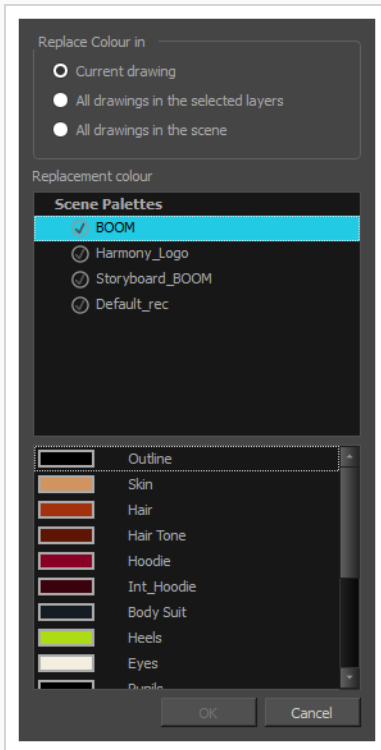 Replace Colour in
Current drawing
All drawings in the selected layers
All drawings in the scene
Replacement colour
Scene Palettes
BOOM
Harmony_Logo
Storyboard_BOOM
Default_rec
Outline
Skin
Hair
Hair Tone
Hoodie
Int_Hoodie
Body Suit
Heels
Eyes
Pupils
OK
Cancel